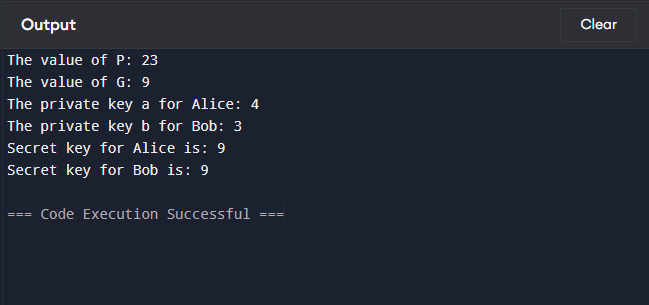 Output
Clear
The value of P: 23
The value of G: 9
The private key a for Alice: 4
The private key b for Bob: 3
Secret key for Alice is: 9
Secret key for Bob is: 9
=== Code Execution Successful ===